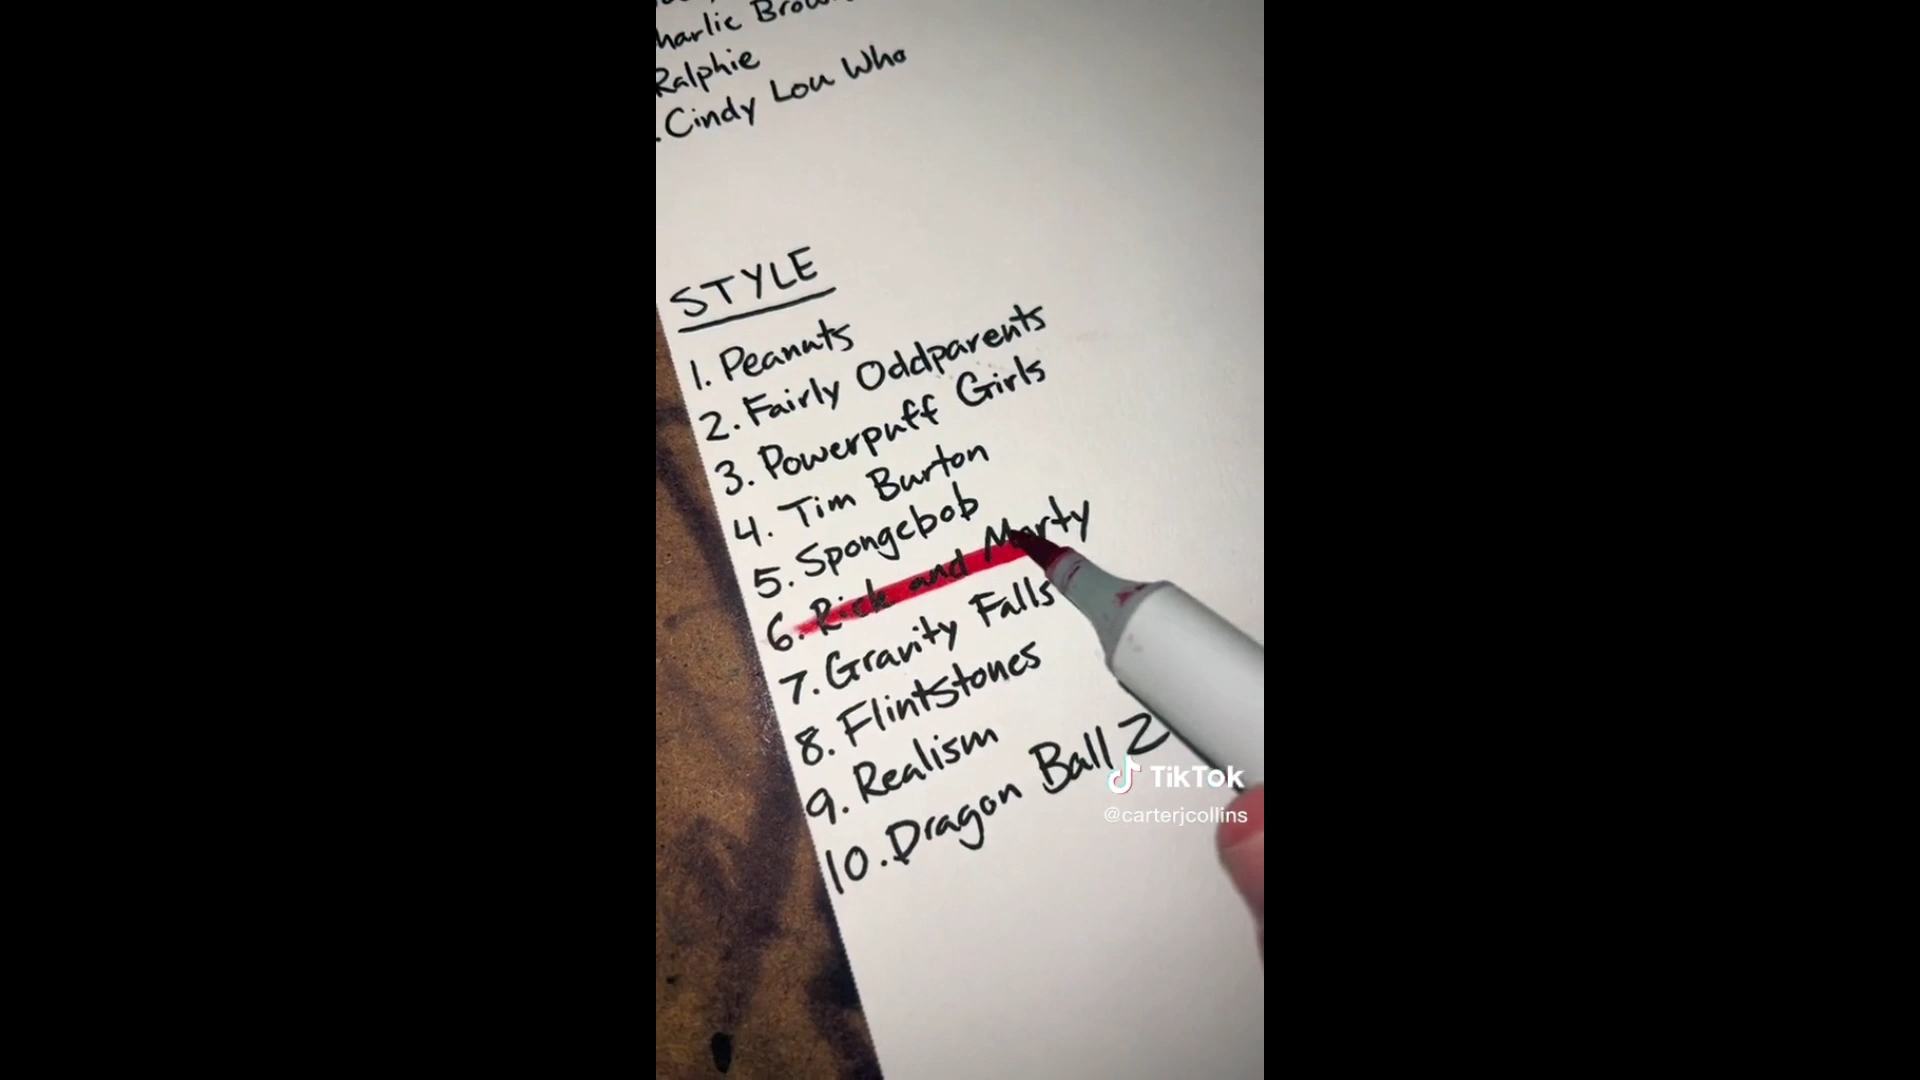 harlie Brow
Ralphie
. Cindy Lou Who
STYLE
1. Peanuts
2. Fairly Oddparents
3. Powerpuff Girls
4. Tim Burton
5. Spongebob
6. Rick and Morty
7. Gravity Falls
8. Flintstones
9. Realism
10. Dragon Ball Z
TikTok
@carterjcollins